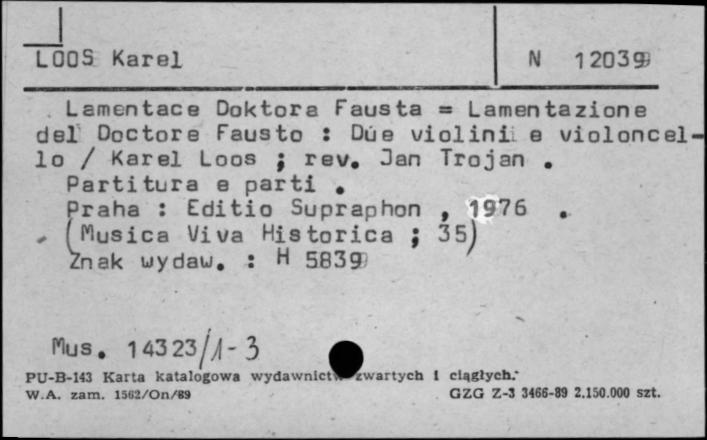 LOOS Karel N 12039
Lamentace Doktora Fausta = Lamentazione
del Doctore Fausto : Dúe violini e violoncel-
lo / Karel Loos ; rev. Jan Trojan .
Partitura e parti .
Praha : Editio Supraphon , 1976 .
(Musica Viva Historica ; 35)
Znak wydaw. : H 5839
Mus. 14323/1-3
PU-B-143 Karta katalogowa wydawnictw zwartych i ciągłych.
W.A. zam. 1562/On/89 GZG Z-3 3466-89 2.150.000 szt.